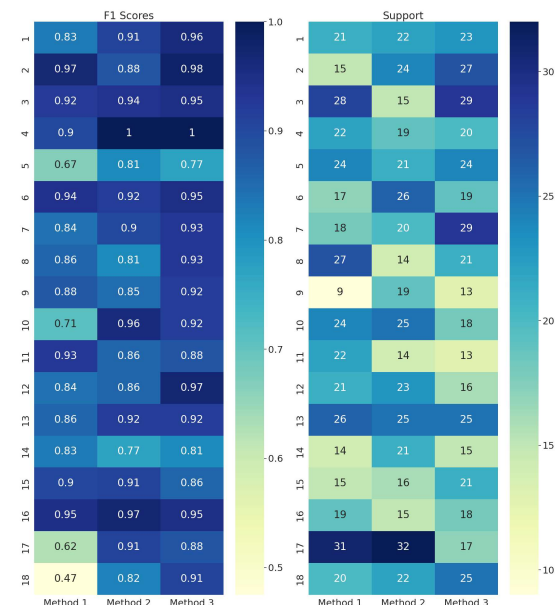 F1 Scores
Support
1 0.83 0.91 0.96 1 21 22 23
2 0.97 0.88 0.98 2 15 24 27
3 0.92 0.94 0.95 3 28 15 29
4 0.9 1 1 4 22 19 20
5 0.67 0.81 0.77 5 24 21 24
6 0.94 0.92 0.95 6 17 26 19
7 0.84 0.9 0.93 7 18 20 29
8 0.86 0.81 0.93 8 27 14 21
9 0.88 0.85 0.92 9 9 19 13
10 0.71 0.96 0.92 10 24 25 18
11 0.93 0.86 0.88 11 22 14 13
12 0.84 0.86 0.97 12 21 23 16
13 0.86 0.92 0.92 13 26 25 25
14 0.83 0.77 0.81 14 14 21 15
15 0.9 0.91 0.86 15 15 16 21
16 0.95 0.97 0.95 16 19 15 18
17 0.62 0.91 0.88 17 31 32 17
18 0.47 0.82 0.91 18 20 22 25
Method 1 Method 2 Method 3
Method 1 Method 2 Method 3
1.0
0.9
0.8
0.7
0.6
0.5
30
25
20
15
10